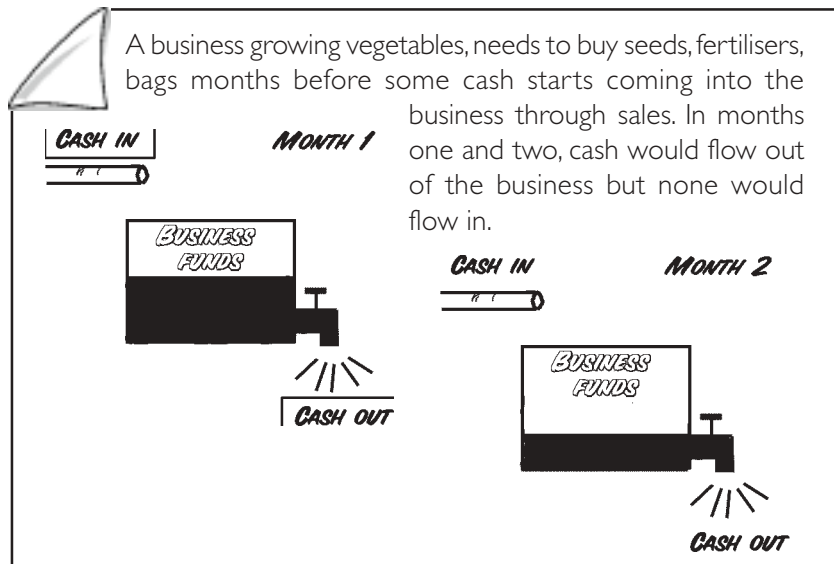 A business growing vegetables, needs to buy seeds, fertilisers,
bags months before some cash starts coming into the
business through sales. In months
one and two, cash would flow out
of the business but none would
flow in.
CASH IN
MONTH 1
BUSINESS
FUNDS
CASH OUT
CASH IN
MONTH 2
BUSINESS
FUNDS
CASH OUT